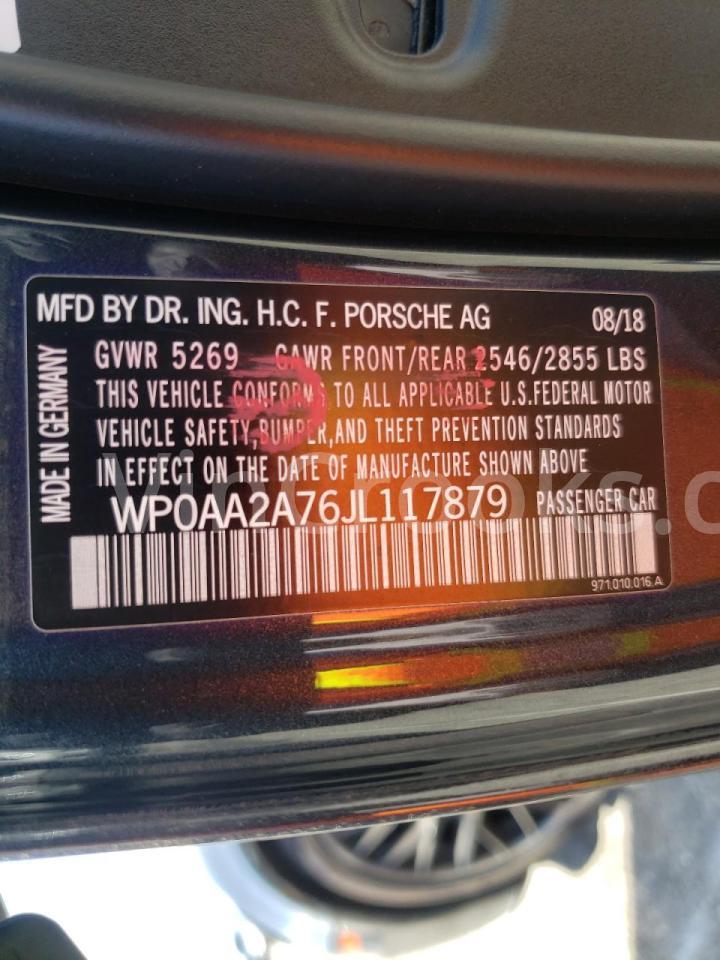 MFD BY DR. ING. H.C. F. PORSCHE AG 08/18
GVWR 5269 GAWR FRONT/REAR 2546/2855 LBS
THIS VEHICLE CONFORMS TO ALL APPLICABLE U.S.FEDERAL MOTOR
VEHICLE SAFETY,BUMPER,AND THEFT PREVENTION STANDARDS
IN EFFECT ON THE DATE OF MANUFACTURE SHOWN ABOVE
WP0AA2A76JL117879 PASSENGER CAR
971.010.016.A
MADE IN GERMANY
VinCrooks.c